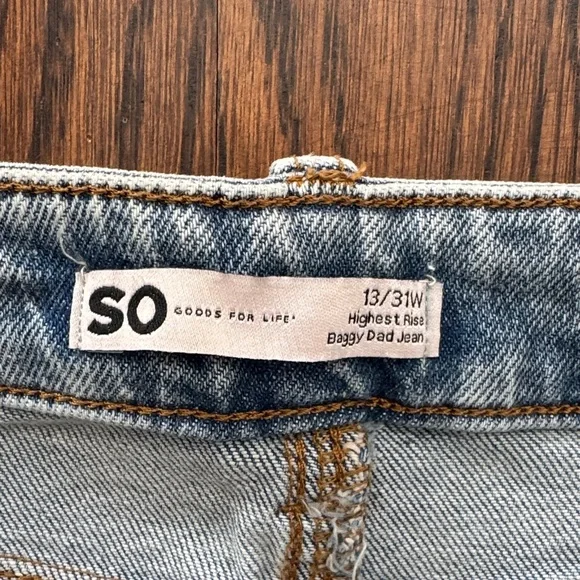 SO GOODS FOR LIFE
13/31W
Highest Rise
Baggy Dad Jean